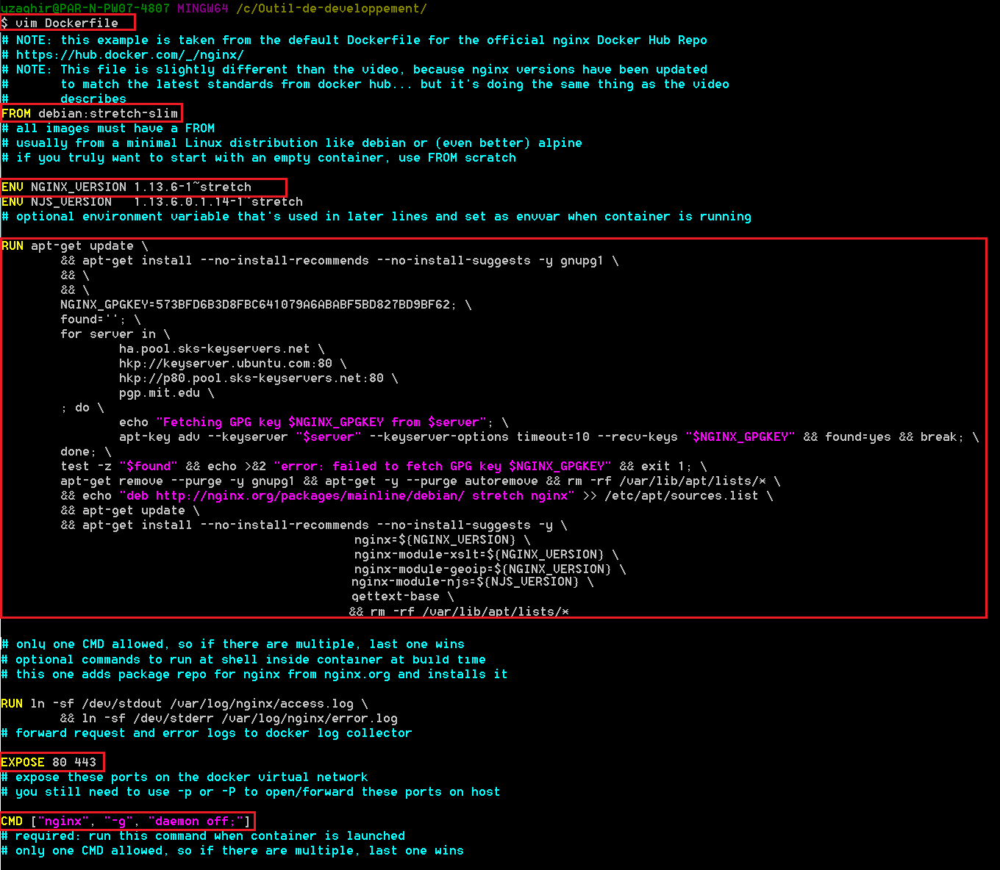 uzaghir@PAR-N-PW07-4807 MINGW64 /c/Outil-de-developpement/
$ vim Dockerfile
# NOTE: this example is taken from the default Dockerfile for the official nginx Docker Hub Repo
# https://hub.docker.com/_/nginx/
# NOTE: This file is slightly different than the video, because nginx versions have been updated
#       to match the latest standards from docker hub... but it's doing the same thing as the video
#       describes
FROM debian:stretch-slim
# all images must have a FROM
# usually from a minimal Linux distribution like debian or (even better) alpine
# if you truly want to start with an empty container, use FROM scratch
ENV NGINX_VERSION 1.13.6-1~stretch
ENV NJS_VERSION   1.13.6.0.1.14-1~stretch
# optional environment variable that's used in later lines and set as envvar when container is running
RUN apt-get update \
        && apt-get install --no-install-recommends --no-install-suggests -y gnupg1 \
        && \
        && \
        NGINX_GPGKEY=573BFD6B3D8FBC641079A6ABABF5BD827BD9BF62; \
        found=''; \
        for server in \
                ha.pool.sks-keyservers.net \
                hkp://keyserver.ubuntu.com:80 \
                hkp://p80.pool.sks-keyservers.net:80 \
                pgp.mit.edu \
        ; do \
                echo "Fetching GPG key $NGINX_GPGKEY from $server"; \
                apt-key adv --keyserver "$server" --keyserver-options timeout=10 --recv-keys "$NGINX_GPGKEY" && found=yes && break; \
        done; \
        test -z "$found" && echo >&2 "error: failed to fetch GPG key $NGINX_GPGKEY" && exit 1; \
        apt-get remove --purge -y gnupg1 && apt-get -y --purge autoremove && rm -rf /var/lib/apt/lists/* \
        && echo "deb http://nginx.org/packages/mainline/debian/ stretch nginx" >> /etc/apt/sources.list \
        && apt-get update \
        && apt-get install --no-install-recommends --no-install-suggests -y \
                                                nginx=${NGINX_VERSION} \
                                                nginx-module-xslt=${NGINX_VERSION} \
                                                nginx-module-geoip=${NGINX_VERSION} \
                                                nginx-module-njs=${NJS_VERSION} \
                                                gettext-base \
                                                && rm -rf /var/lib/apt/lists/*
# only one CMD allowed, so if there are multiple, last one wins
# optional commands to run at shell inside container at build time
# this one adds package repo for nginx from nginx.org and installs it
RUN ln -sf /dev/stdout /var/log/nginx/access.log \
        && ln -sf /dev/stderr /var/log/nginx/error.log
# forward request and error logs to docker log collector
EXPOSE 80 443
# expose these ports on the docker virtual network
# you still need to use -p or -P to open/forward these ports on host
CMD ["nginx", "-g", "daemon off;"]
# required: run this command when container is launched
# only one CMD allowed, so if there are multiple, last one wins